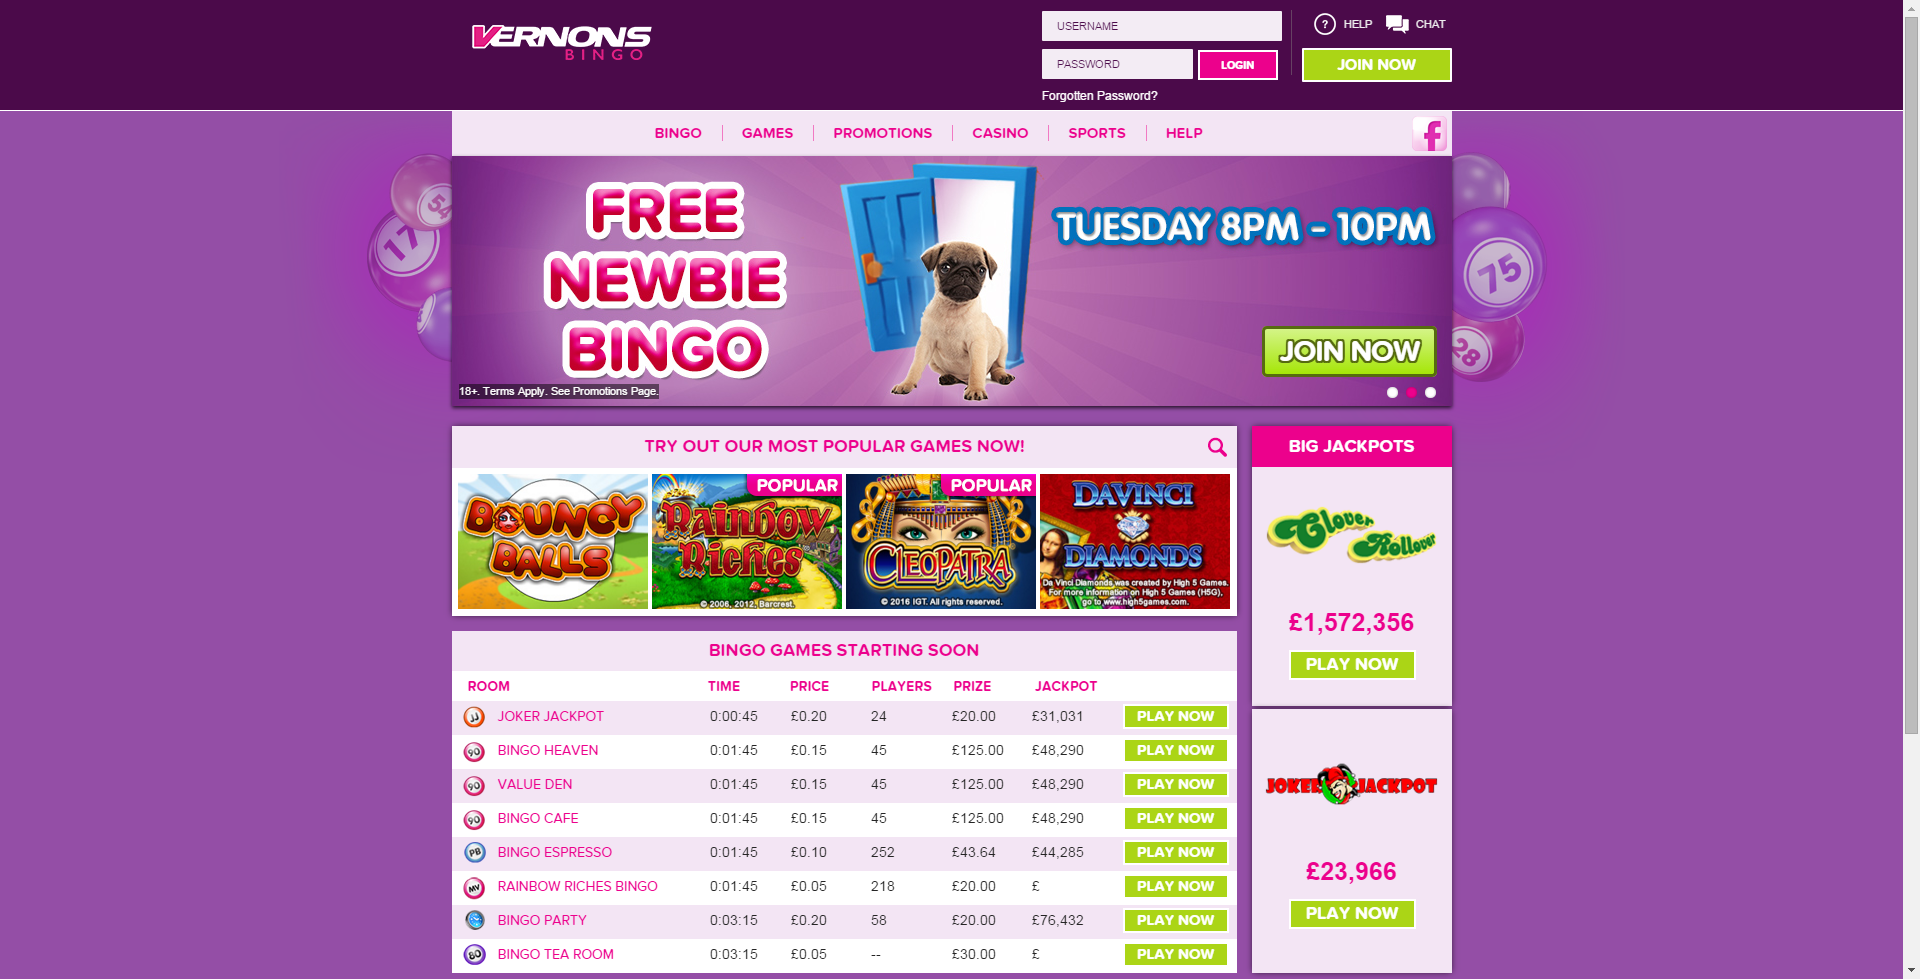 VERNONS
BINGO
USERNAME
PASSWORD
LOGIN
Forgotten Password?
? HELP
CHAT
JOIN NOW
BINGO GAMES PROMOTIONS CASINO SPORTS HELP
f
54
17
75
28
FREE
NEWBIE
BINGO
TUESDAY 8PM - 10PM
JOIN NOW
18+. Terms Apply. See Promotions Page.
TRY OUT OUR MOST POPULAR GAMES NOW!
BOUNCY
BALLS
POPULAR
Rainbow
Riches
© 2006, 2012, Barcrest.
POPULAR
CLEOPATRA
© 2016 IGT. All rights reserved.
DAVINCI
DIAMONDS
Da Vinci Diamonds was created by High 5 Games.
For more information on High 5 Games (H5G),
go to www.high5games.com.
BIG JACKPOTS
Clover
Rollover
£1,572,356
PLAY NOW
JOKER JACKPOT
£23,966
PLAY NOW
BINGO GAMES STARTING SOON
ROOM TIME PRICE PLAYERS PRIZE JACKPOT
JJ JOKER JACKPOT 0:00:45 £0.20 24 £20.00 £31,031 PLAY NOW
90 BINGO HEAVEN 0:01:45 £0.15 45 £125.00 £48,290 PLAY NOW
90 VALUE DEN 0:01:45 £0.15 45 £125.00 £48,290 PLAY NOW
90 BINGO CAFE 0:01:45 £0.15 45 £125.00 £48,290 PLAY NOW
PB BINGO ESPRESSO 0:01:45 £0.10 252 £43.64 £44,285 PLAY NOW
MV RAINBOW RICHES BINGO 0:01:45 £0.05 218 £20.00 £ PLAY NOW
BINGO PARTY 0:03:15 £0.20 58 £20.00 £76,432 PLAY NOW
80 BINGO TEA ROOM 0:03:15 £0.05 -- £30.00 £ PLAY NOW